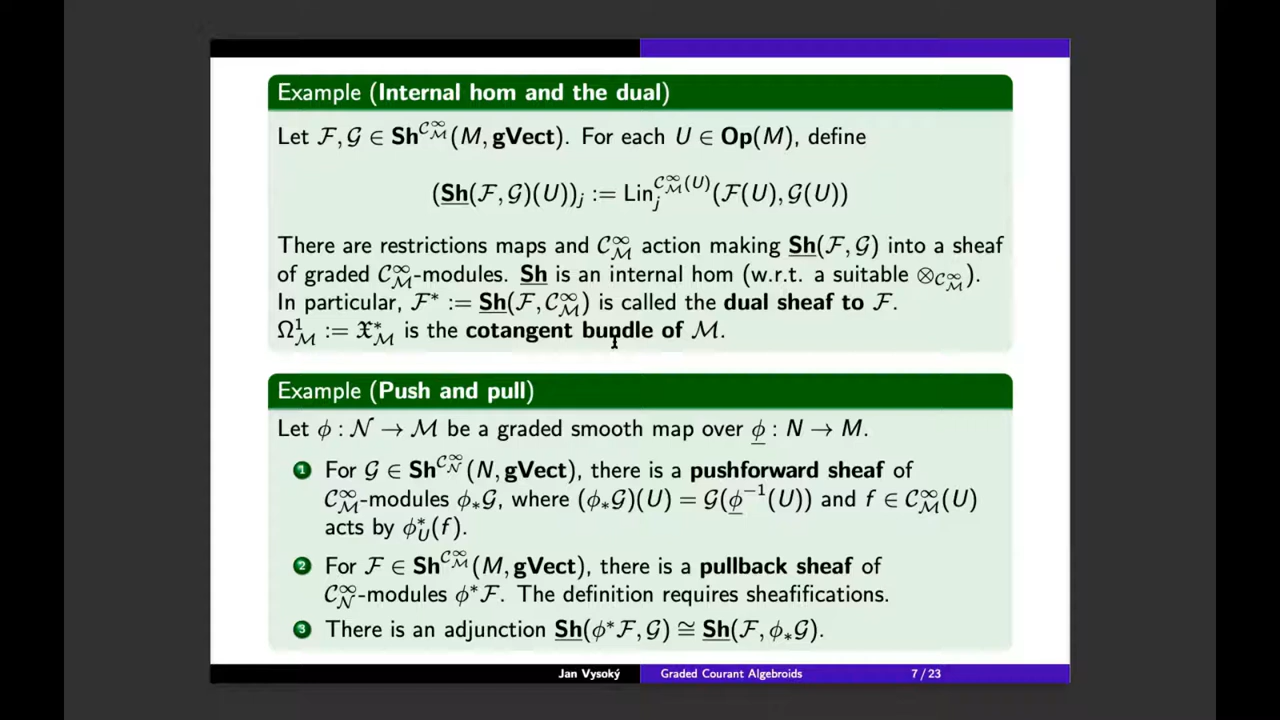 Example (Internal hom and the dual)
Let ℱ, 𝒢 ∈ Sh^{𝒞^∞_ℳ}(M, gVect). For each U ∈ Op(M), define
(Sh(ℱ, 𝒢)(U))_j := Lin_j^{𝒞^∞_ℳ(U)}(ℱ(U), 𝒢(U))
There are restrictions maps and 𝒞^∞_ℳ action making Sh(ℱ, 𝒢) into a sheaf
of graded 𝒞^∞_ℳ-modules. Sh is an internal hom (w.r.t. a suitable ⊗_{𝒞^∞_ℳ}).
In particular, ℱ* := Sh(ℱ, 𝒞^∞_ℳ) is called the dual sheaf to ℱ.
Ω^1_ℳ := 𝔛*_ℳ is the cotangent bundle of ℳ.
Example (Push and pull)
Let ϕ : 𝒩 → ℳ be a graded smooth map over ϕ : N → M.
1 For 𝒢 ∈ Sh^{𝒞^∞_𝒩}(N, gVect), there is a pushforward sheaf of
𝒞^∞_ℳ-modules ϕ_*𝒢, where (ϕ_*𝒢)(U) = 𝒢(ϕ^{-1}(U)) and f ∈ 𝒞^∞_ℳ(U)
acts by ϕ*_U(f).
2 For ℱ ∈ Sh^{𝒞^∞_ℳ}(M, gVect), there is a pullback sheaf of
𝒞^∞_𝒩-modules ϕ*ℱ. The definition requires sheafifications.
3 There is an adjunction Sh(ϕ*ℱ, 𝒢) ≅ Sh(ℱ, ϕ_*𝒢).
Jan Vysoký Graded Courant Algebroids 7 / 23